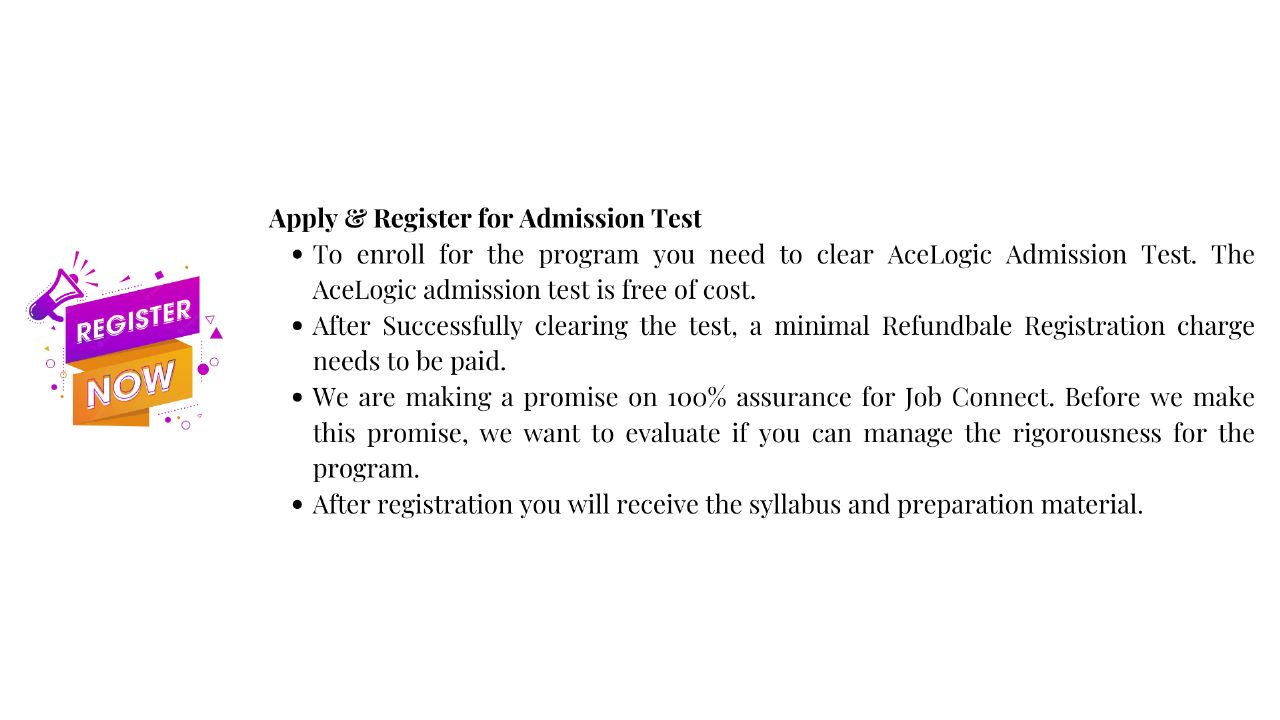 Apply & Register for Admission Test
• To enroll for the program you need to clear AceLogic Admission Test. The
AceLogic admission test is free of cost.
• After Successfully clearing the test, a minimal Refundbale Registration charge
needs to be paid.
• We are making a promise on 100% assurance for Job Connect. Before we make
this promise, we want to evaluate if you can manage the rigorousness for the
program.
• After registration you will receive the syllabus and preparation material.
REGISTER
NOW